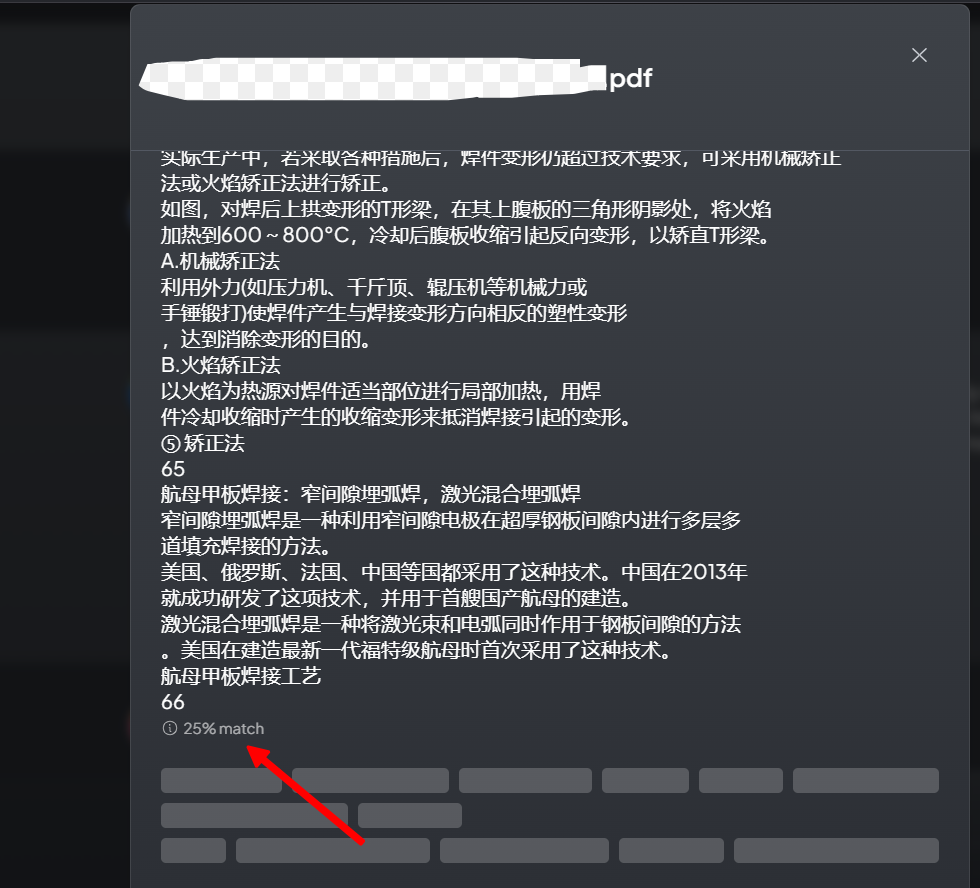 .pdf
实际生产中，若采取各种措施后，焊件变形仍超过技术要求，可采用机械矫正
法或火焰矫正法进行矫正。
如图，对焊后上拱变形的T形梁，在其上腹板的三角形阴影处，将火焰
加热到600～800°C，冷却后腹板收缩引起反向变形，以矫直T形梁。
A.机械矫正法
利用外力(如压力机、千斤顶、辊压机等机械力或
手锤锻打)使焊件产生与焊接变形方向相反的塑性变形
，达到消除变形的目的。
B.火焰矫正法
以火焰为热源对焊件适当部位进行局部加热，用焊
件冷却收缩时产生的收缩变形来抵消焊接引起的变形。
⑤矫正法
65
航母甲板焊接：窄间隙埋弧焊，激光混合埋弧焊
窄间隙埋弧焊是一种利用窄间隙电极在超厚钢板间隙内进行多层多
道填充焊接的方法。
美国、俄罗斯、法国、中国等国都采用了这种技术。中国在2013年
就成功研发了这项技术，并用于首艘国产航母的建造。
激光混合埋弧焊是一种将激光束和电弧同时作用于钢板间隙的方法
。美国在建造最新一代福特级航母时首次采用了这种技术。
航母甲板焊接工艺
66
25% match